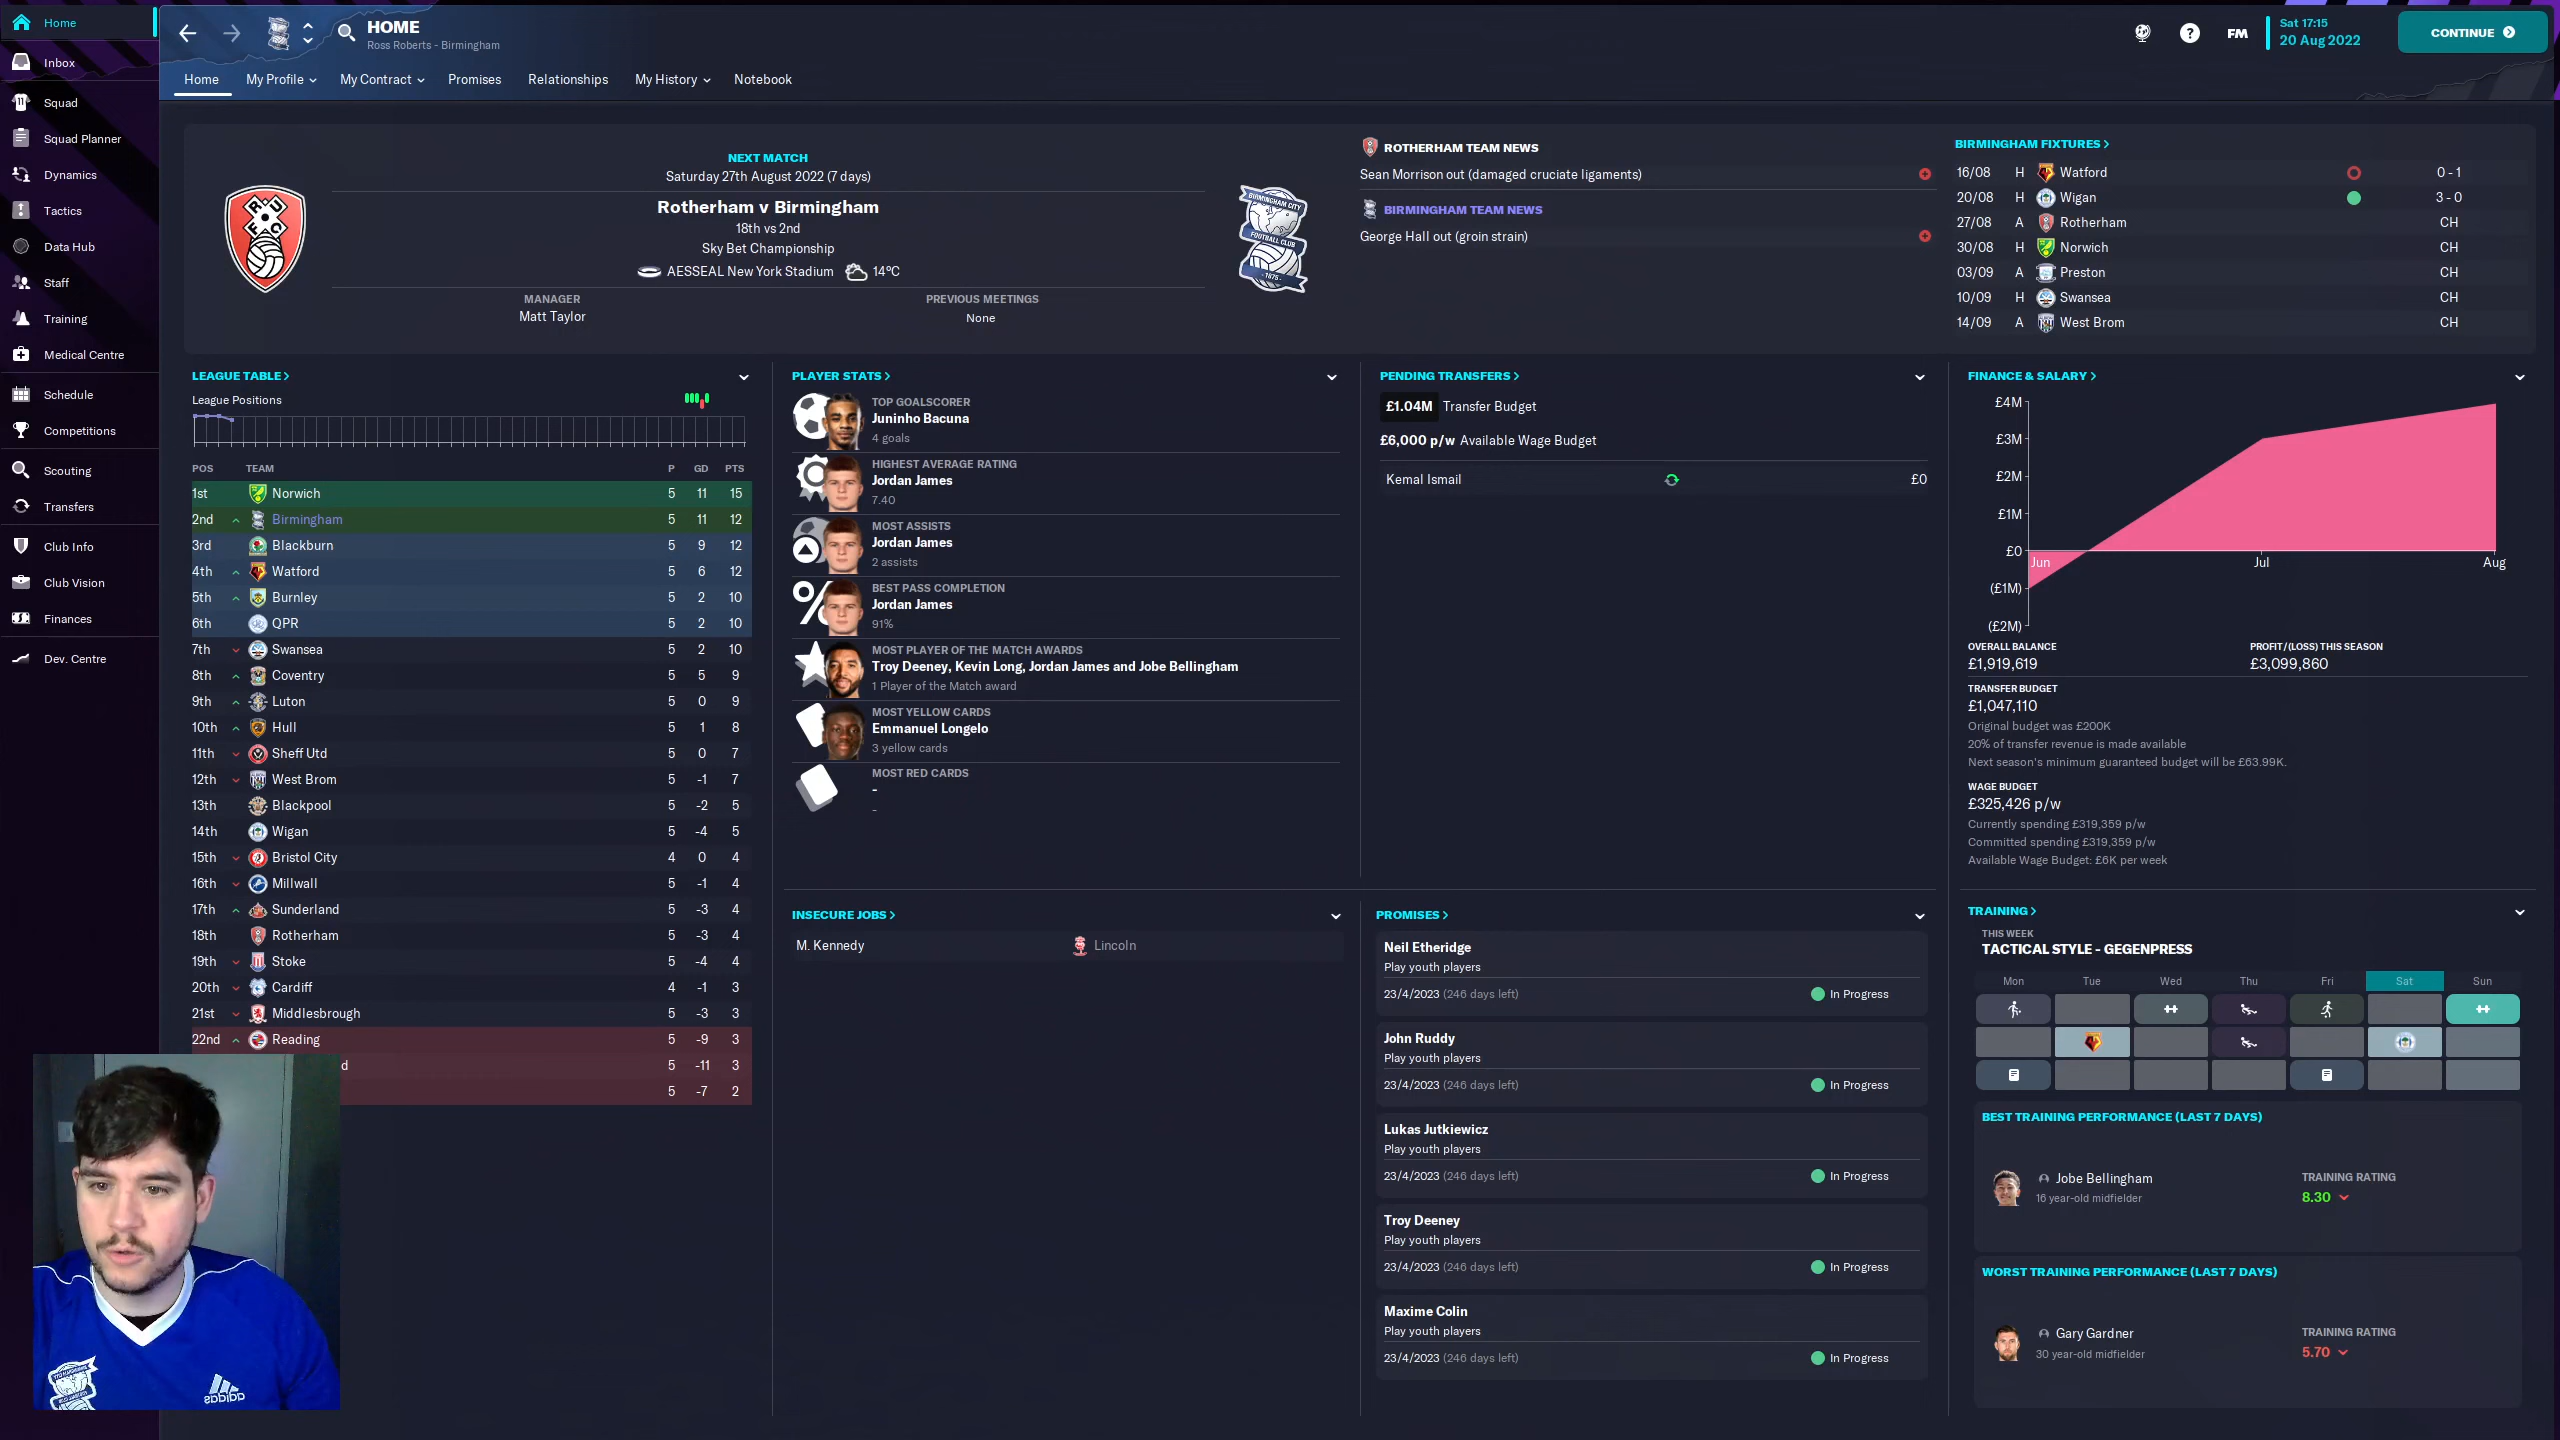 Home
Inbox
Squad
Squad Planner
Dynamics
Tactics
Data Hub
Staff
Training
Medical Centre
Schedule
Competitions
Scouting
Transfers
Club Info
Club Vision
Finances
Dev. Centre
HOME
Ross Roberts - Birmingham
FM
Sat 17:15
20 Aug 2022
CONTINUE
Home My Profile My Contract Promises Relationships My History Notebook
NEXT MATCH
Saturday 27th August 2022 (7 days)
Rotherham v Birmingham
18th vs 2nd
Sky Bet Championship
AESSEAL New York Stadium 14°C
MANAGER
Matt Taylor
PREVIOUS MEETINGS
None
BIRMINGHAM CITY
FOOTBALL CLUB
1875
ROTHERHAM TEAM NEWS
Sean Morrison out (damaged cruciate ligaments)
BIRMINGHAM TEAM NEWS
George Hall out (groin strain)
BIRMINGHAM FIXTURES
16/08 H Watford 0 - 1
20/08 H Wigan 3 - 0
27/08 A Rotherham CH
30/08 H Norwich CH
03/09 A Preston CH
10/09 H Swansea CH
14/09 A West Brom CH
LEAGUE TABLE
League Positions
POS TEAM P GD PTS
1st Norwich 5 11 15
2nd Birmingham 5 11 12
3rd Blackburn 5 9 12
4th Watford 5 6 12
5th Burnley 5 2 10
6th QPR 5 2 10
7th Swansea 5 2 10
8th Coventry 5 5 9
9th Luton 5 0 9
10th Hull 5 1 8
11th Sheff Utd 5 0 7
12th West Brom 5 -1 7
13th Blackpool 5 -2 5
14th Wigan 5 -4 5
15th Bristol City 4 0 4
16th Millwall 5 -1 4
17th Sunderland 5 -3 4
18th Rotherham 5 -3 4
19th Stoke 5 -4 4
20th Cardiff 4 -1 3
21st Middlesbrough 5 -3 3
22nd Reading 5 -9 3
d 5 -11 3
5 -7 2
PLAYER STATS
TOP GOALSCORER
Juninho Bacuna
4 goals
HIGHEST AVERAGE RATING
Jordan James
7.40
MOST ASSISTS
Jordan James
2 assists
BEST PASS COMPLETION
Jordan James
91%
MOST PLAYER OF THE MATCH AWARDS
Troy Deeney, Kevin Long, Jordan James and Jobe Bellingham
1 Player of the Match award
MOST YELLOW CARDS
Emmanuel Longelo
3 yellow cards
MOST RED CARDS
-
-
PENDING TRANSFERS
£1.04M Transfer Budget
£6,000 p/w Available Wage Budget
Kemal Ismail £0
FINANCE & SALARY
£4M
£3M
£2M
£1M
£0
(£1M)
(£2M)
Jun Jul Aug
OVERALL BALANCE
£1,919,619
PROFIT/(LOSS) THIS SEASON
£3,099,860
TRANSFER BUDGET
£1,047,110
Original budget was £200K
20% of transfer revenue is made available
Next season's minimum guaranteed budget will be £63.99K.
WAGE BUDGET
£325,426 p/w
Currently spending £319,359 p/w
Committed spending £319,359 p/w
Available Wage Budget: £6K per week
INSECURE JOBS
M. Kennedy Lincoln
PROMISES
Neil Etheridge
Play youth players
23/4/2023 (246 days left) In Progress
John Ruddy
Play youth players
23/4/2023 (246 days left) In Progress
Lukas Jutkiewicz
Play youth players
23/4/2023 (246 days left) In Progress
Troy Deeney
Play youth players
23/4/2023 (246 days left) In Progress
Maxime Colin
Play youth players
23/4/2023 (246 days left) In Progress
TRAINING
THIS WEEK
TACTICAL STYLE - GEGENPRESS
Mon Tue Wed Thu Fri Sat Sun
BEST TRAINING PERFORMANCE (LAST 7 DAYS)
Jobe Bellingham
16 year-old midfielder
TRAINING RATING
8.30
WORST TRAINING PERFORMANCE (LAST 7 DAYS)
Gary Gardner
30 year-old midfielder
TRAINING RATING
5.70
adidas